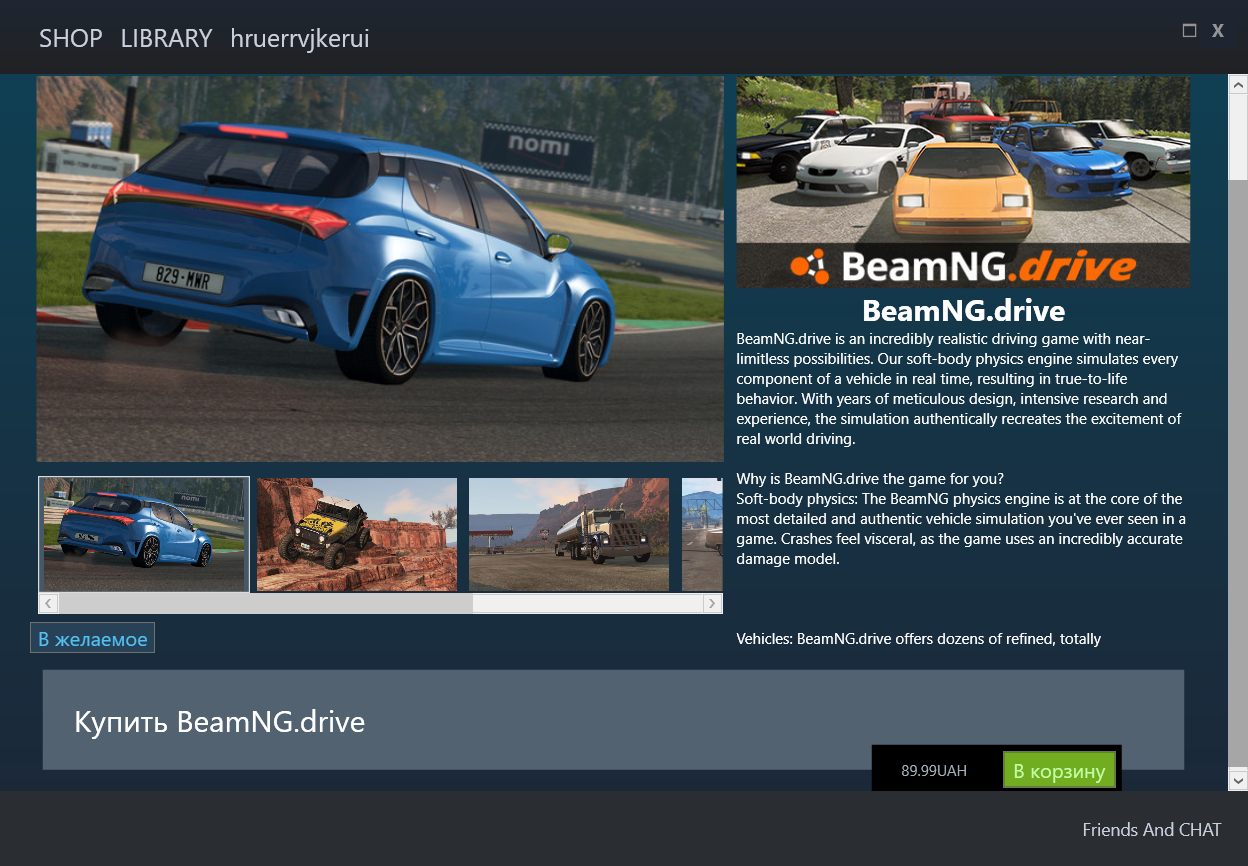 SHOP LIBRARY hruerrvjkerui
X
nomi
829-MWR
BeamNG.drive
BeamNG.drive
BeamNG.drive is an incredibly realistic driving game with near-
limitless possibilities. Our soft-body physics engine simulates every
component of a vehicle in real time, resulting in true-to-life
behavior. With years of meticulous design, intensive research and
experience, the simulation authentically recreates the excitement of
real world driving.
Why is BeamNG.drive the game for you?
Soft-body physics: The BeamNG physics engine is at the core of the
most detailed and authentic vehicle simulation you've ever seen in a
game. Crashes feel visceral, as the game uses an incredibly accurate
damage model.
Vehicles: BeamNG.drive offers dozens of refined, totally
nomi
В желаемое
Купить BeamNG.drive
89.99UAH
В корзину
Friends And CHAT